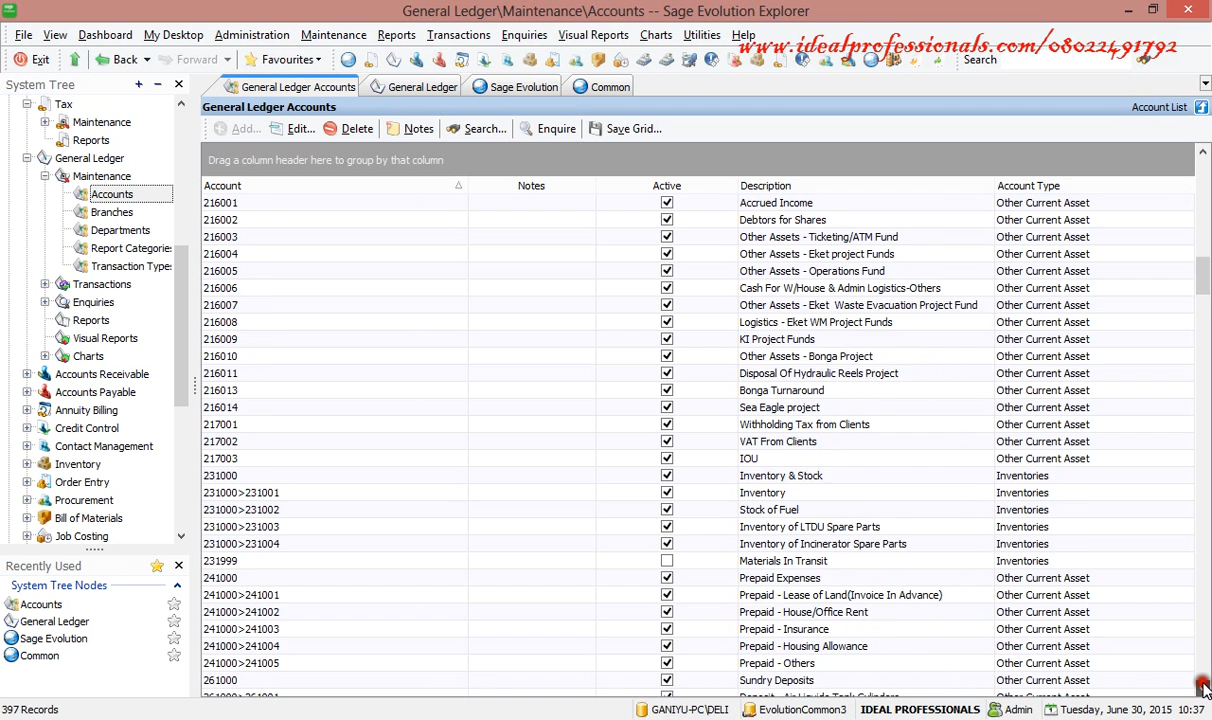 General Ledger\Maintenance\Accounts -- Sage Evolution Explorer
File View Dashboard My Desktop Administration Maintenance Reports Transactions Enquiries Visual Reports Charts Utilities Help
www.idealprofessionals.com/08022491792
Exit Back Forward Favourites Search
System Tree
General Ledger Accounts General Ledger Sage Evolution Common
General Ledger Accounts Account List
Add... Edit... Delete Notes Search... Enquire Save Grid...
Drag a column header here to group by that column
Account Notes Active Description Account Type
216001 Accrued Income Other Current Asset
216002 Debtors for Shares Other Current Asset
216003 Other Assets - Ticketing/ATM Fund Other Current Asset
216004 Other Assets - Eket project Funds Other Current Asset
216005 Other Assets - Operations Fund Other Current Asset
216006 Cash For W/House & Admin Logistics-Others Other Current Asset
216007 Other Assets - Eket Waste Evacuation Project Fund Other Current Asset
216008 Logistics - Eket WM Project Funds Other Current Asset
216009 KI Project Funds Other Current Asset
216010 Other Assets - Bonga Project Other Current Asset
216011 Disposal Of Hydraulic Reels Project Other Current Asset
216013 Bonga Turnaround Other Current Asset
216014 Sea Eagle project Other Current Asset
217001 Withholding Tax from Clients Other Current Asset
217002 VAT From Clients Other Current Asset
217003 IOU Other Current Asset
231000 Inventory & Stock Inventories
231000>231001 Inventory Inventories
231000>231002 Stock of Fuel Inventories
231000>231003 Inventory of LTDU Spare Parts Inventories
231000>231004 Inventory of Incinerator Spare Parts Inventories
231999 Materials In Transit Inventories
241000 Prepaid Expenses Other Current Asset
241000>241001 Prepaid - Lease of Land(Invoice In Advance) Other Current Asset
241000>241002 Prepaid - House/Office Rent Other Current Asset
241000>241003 Prepaid - Insurance Other Current Asset
241000>241004 Prepaid - Housing Allowance Other Current Asset
241000>241005 Prepaid - Others Other Current Asset
261000 Sundry Deposits Other Current Asset
Tax
Maintenance
Reports
General Ledger
Maintenance
Accounts
Branches
Departments
Report Categorie
Transaction Type
Transactions
Enquiries
Reports
Visual Reports
Charts
Accounts Receivable
Accounts Payable
Annuity Billing
Credit Control
Contact Management
Inventory
Order Entry
Procurement
Bill of Materials
Job Costing
Recently Used
System Tree Nodes
Accounts
General Ledger
Sage Evolution
Common
397 Records GANIYU-PC\DELI EvolutionCommon3 IDEAL PROFESSIONALS Admin Tuesday, June 30, 2015 10:37